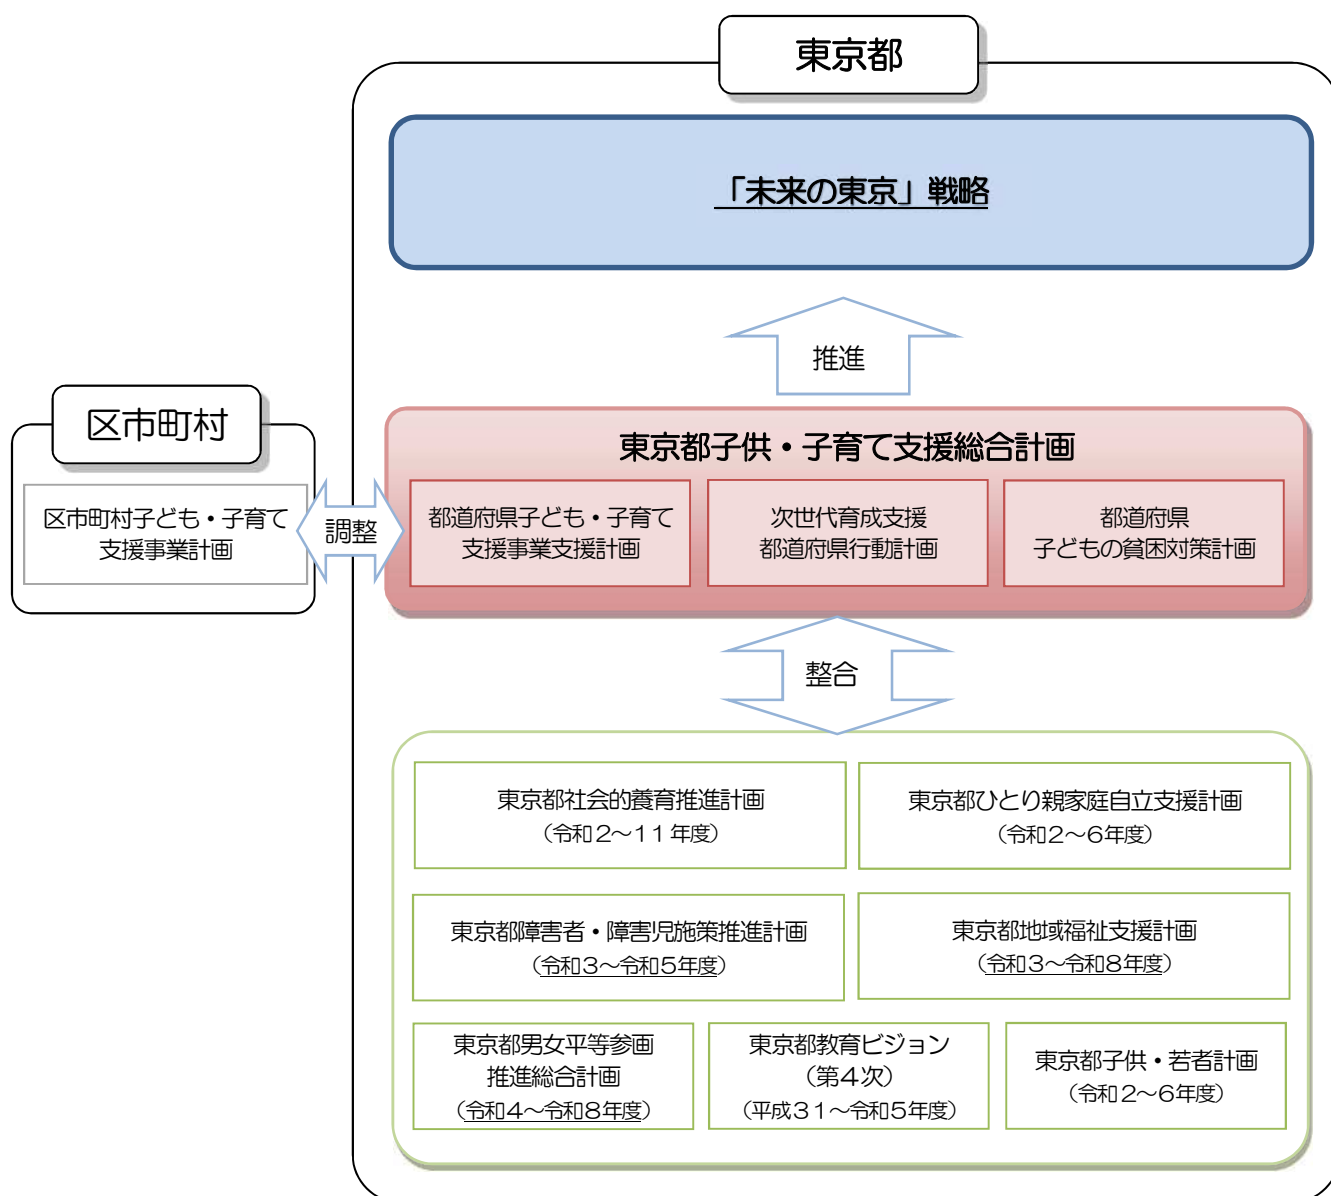 東京都
「未来の東京」戦略
推進
区市町村
区市町村子ども・子育て
支援事業計画
調整
東京都子供・子育て支援総合計画
都道府県子ども・子育て
支援事業支援計画
次世代育成支援
都道府県行動計画
都道府県
子どもの貧困対策計画
整合
東京都社会的養育推進計画
（令和２～１１年度）
東京都ひとり親家庭自立支援計画
（令和２～６年度）
東京都障害者・障害児施策推進計画
（令和３～令和５年度）
東京都地域福祉支援計画
（令和３～令和８年度）
東京都男女平等参画
推進総合計画
（令和４～令和８年度）
東京都教育ビジョン
（第４次）
（平成３１～令和５年度）
東京都子供・若者計画
（令和２～６年度）